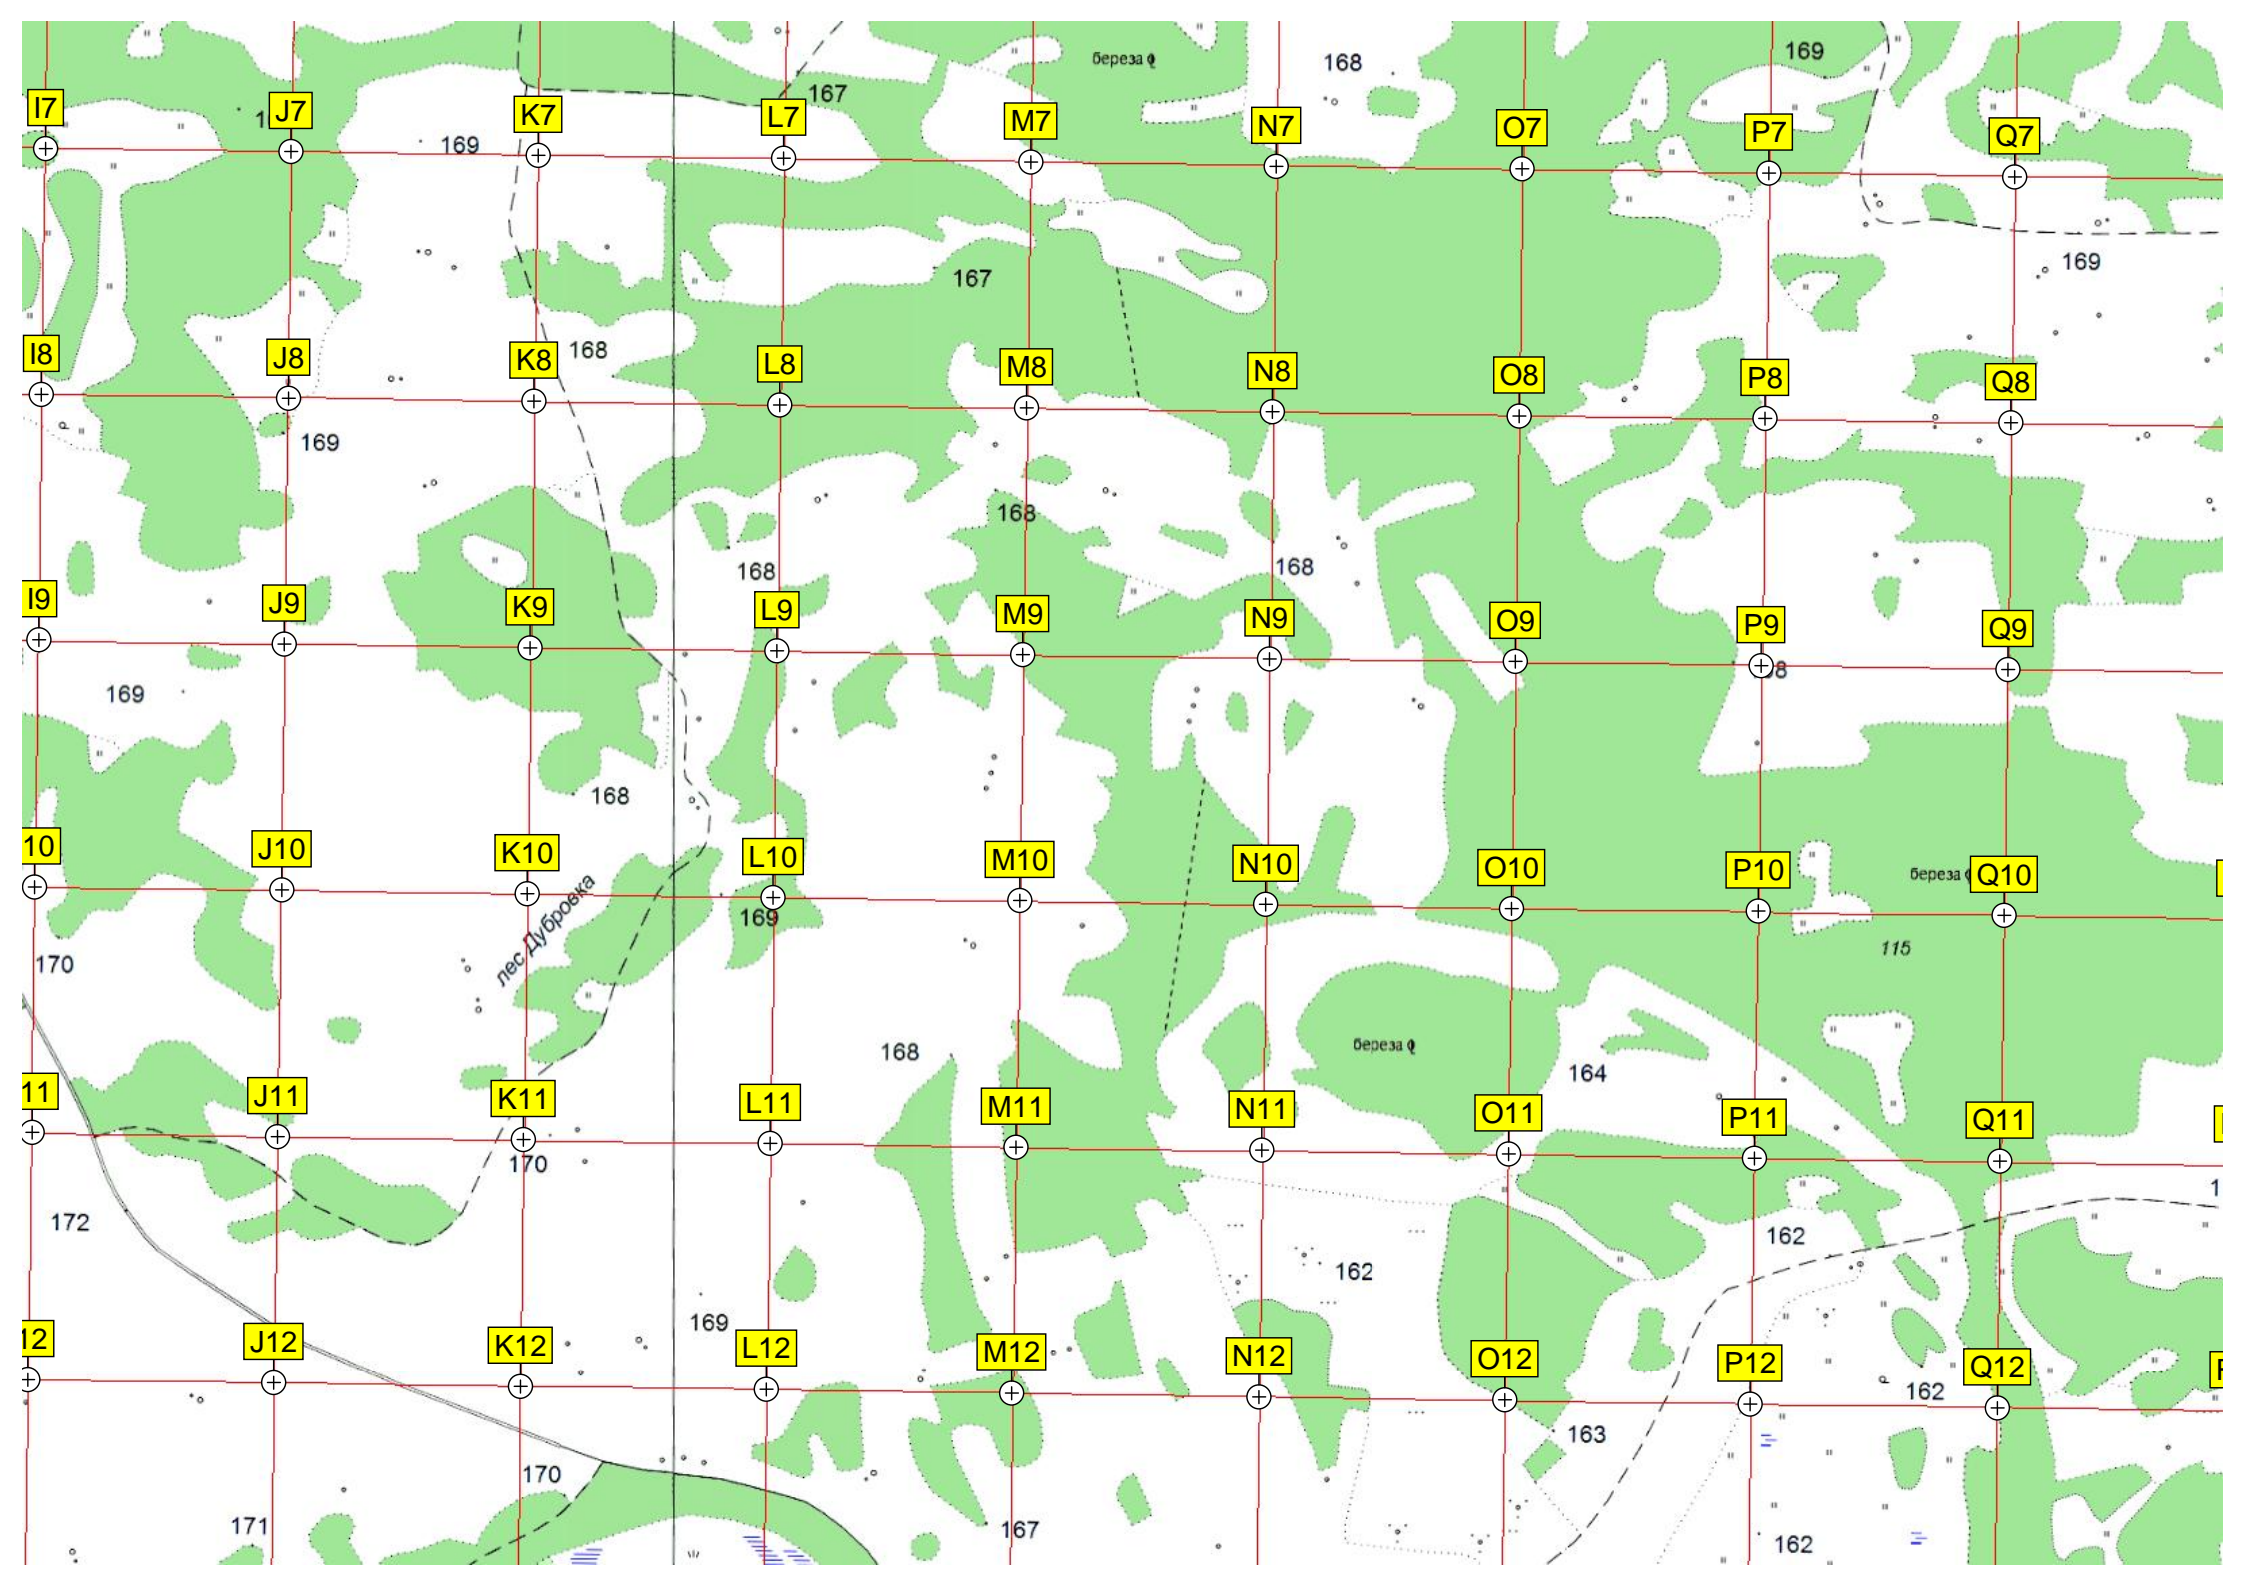 береза
168
169
I7
J7
K7
L7
167
M7
N7
O7
P7
Q7
169
167
169
I8
J8
K8
168
L8
M8
N8
O8
P8
Q8
169
168
168
168
I9
J9
K9
L9
M9
N9
O9
P9
Q9
169
168
10
J10
K10
L10
M10
N10
O10
P10
береза
Q10
лес Дубровка
169
170
115
168
береза
164
11
J11
K11
L11
M11
N11
O11
P11
Q11
170
172
162
162
169
12
J12
K12
L12
M12
N12
O12
P12
Q12
162
163
170
171
167
162